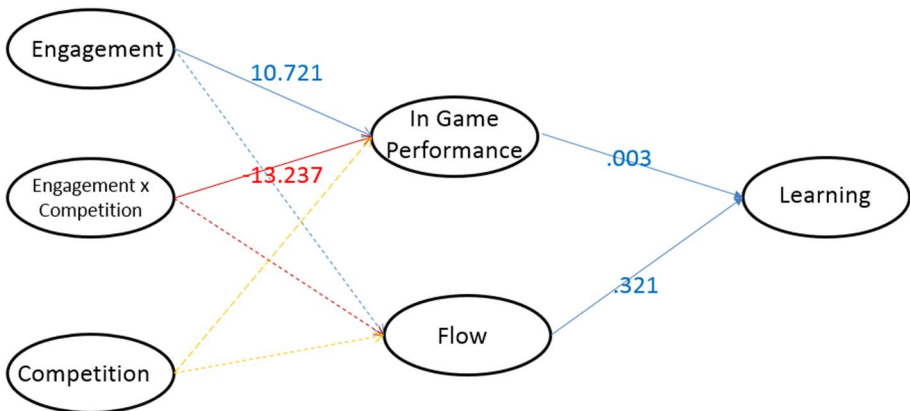 Engagement
10.721
In Game
Performance
.003
-13.237
Engagement x
Competition
Learning
.321
Flow
Competition